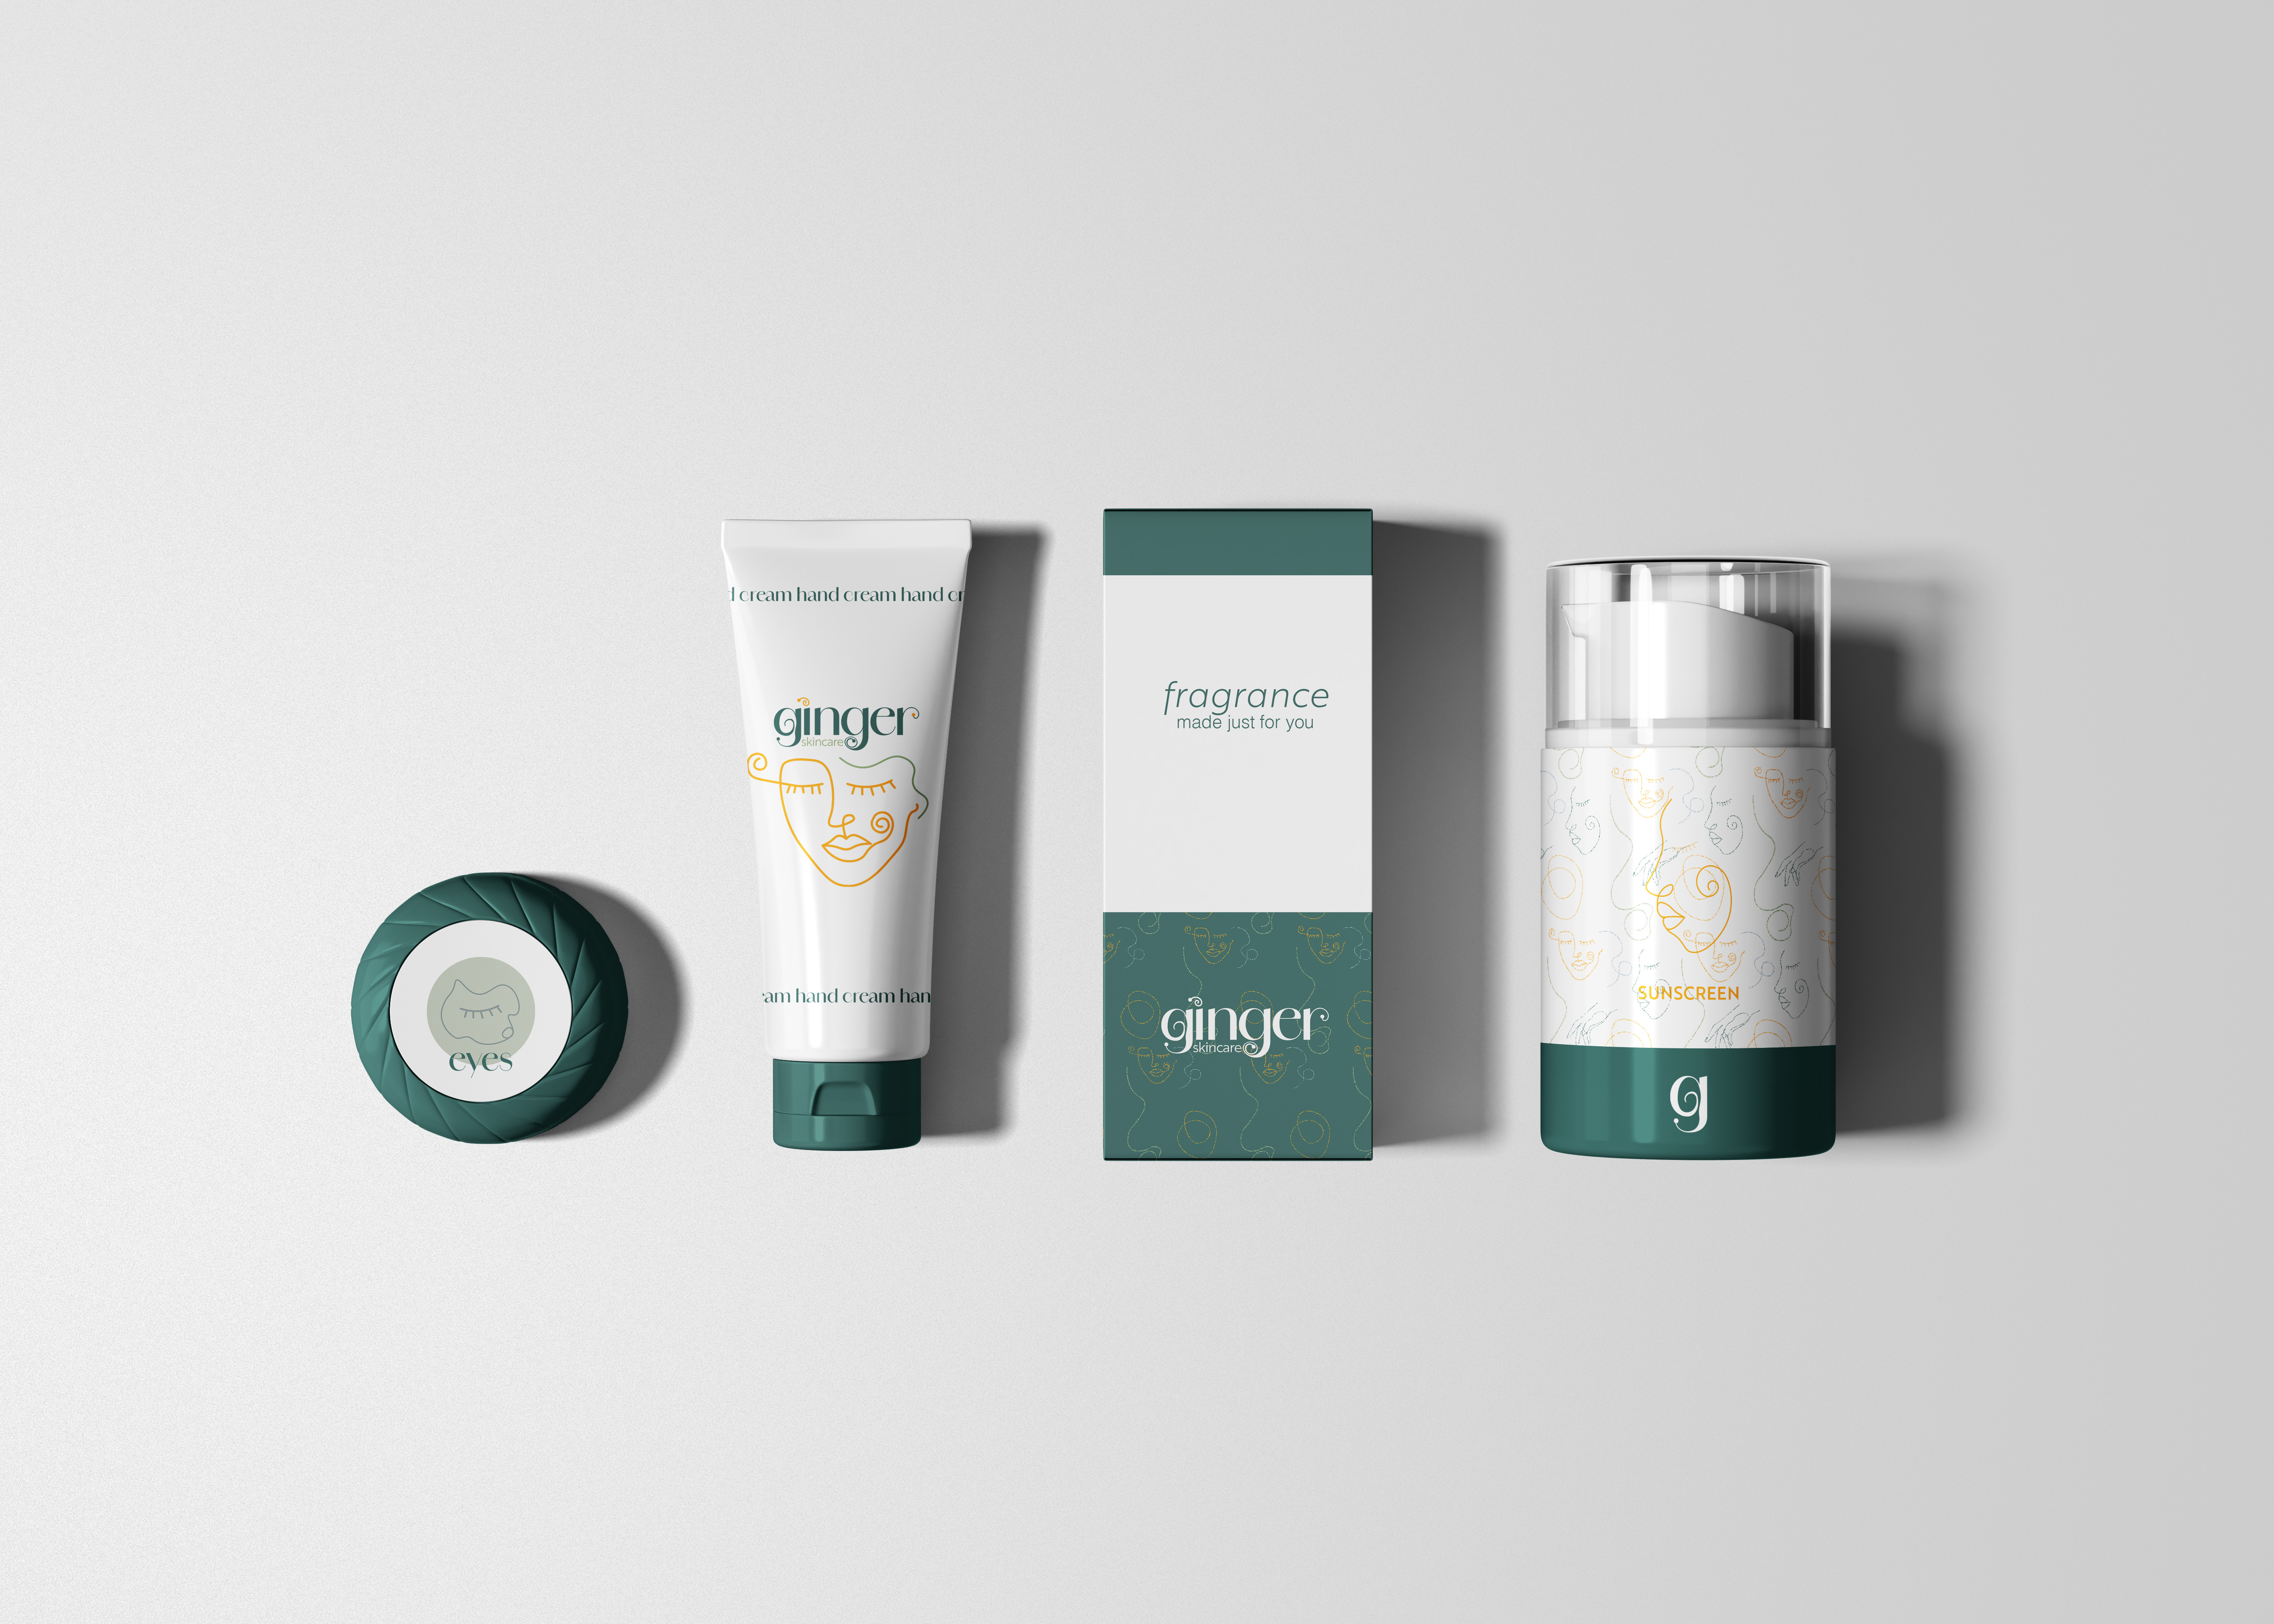 eyes
d cream hand cream hand cr
ginger
skincare
am hand cream han
fragrance
made just for you
ginger
skincare
SUNSCREEN
g